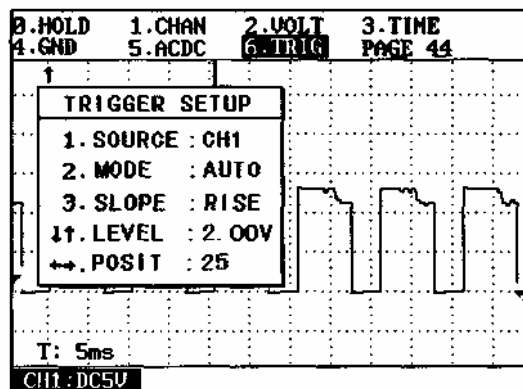 0.HOLD 1.CHAN 2.VOLT 3.TIME
4.GND 5.ACDC 6.TRIG PAGE 44
TRIGGER SETUP
1.SOURCE : CH1
2.MODE : AUTO
3.SLOPE : RISE
↓↑.LEVEL : 2.00V
↔.POSIT : 25
T: 5ms
CH1:DC5V